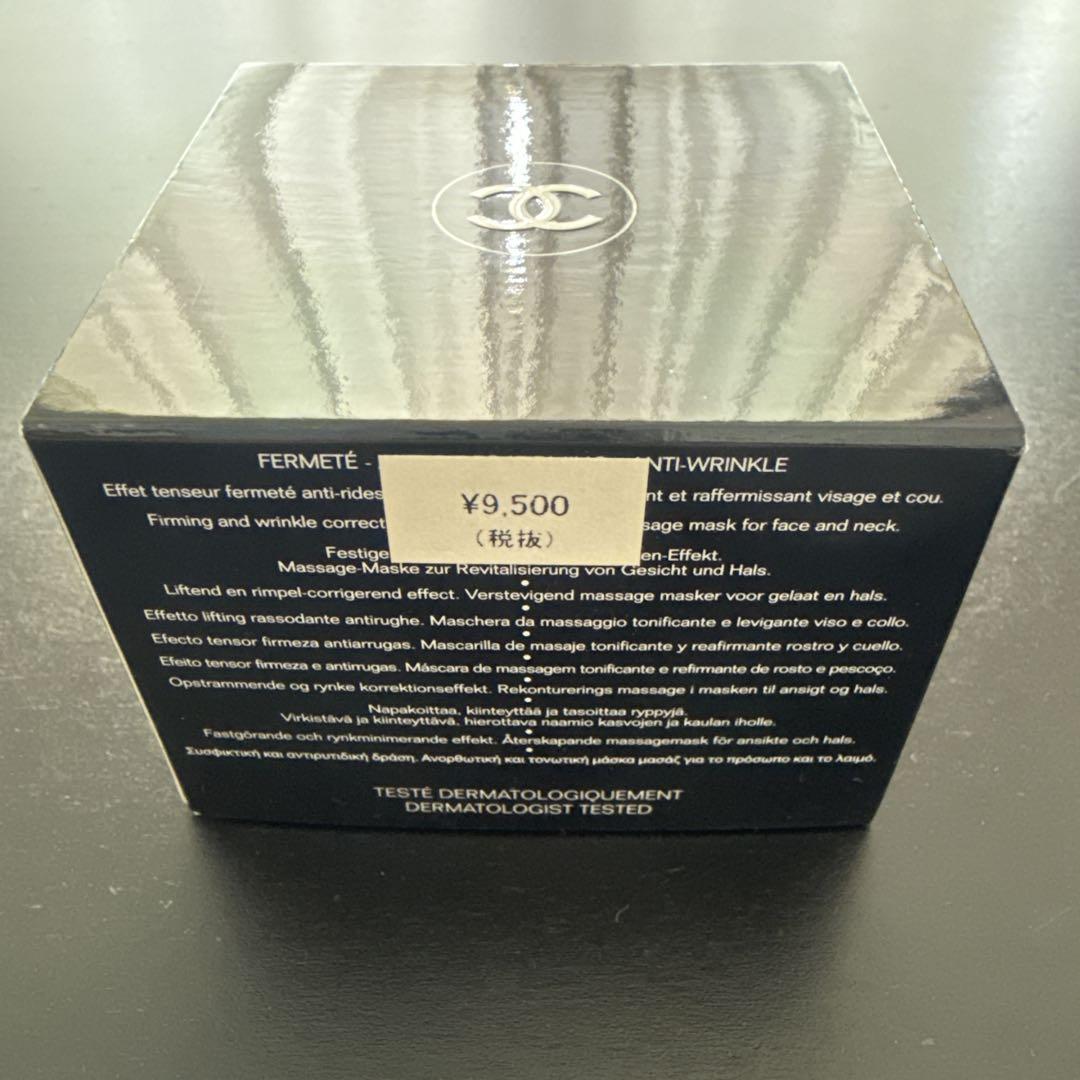 FERMETÉ - NTI-WRINKLE
¥9,500
(税抜)
Effet tenseur fermeté anti-rides nt et raffermissant visage et cou.
Firming and wrinkle correct sage mask for face and neck.
Festige en-Effekt.
Massage-Maske zur Revitalisierung von Gesicht und Hals.
Liftend en rimpel-corrigerend effect. Verstevigend massage masker voor gelaat en hals.
Effetto lifting rassodante antirughe. Maschera da massaggio tonificante e levigante viso e collo.
Efecto tensor firmeza antiarrugas. Mascarilla de masaje tonificante y reafirmante rostro y cuello.
Efeito tensor firmeza e antirrugas. Máscara de massagem tonificante e refirmante de rosto e pescoço.
Opstrammende og rynke korrektionseffekt. Rekonturerings massage i masken til ansigt og hals.
Napakoittaa, kiinteyttää ja tasoittaa ryppyjä.
Virkistävä ja kiinteyttävä, hierottava naamio kasvojen ja kaulan iholle.
Fastgörande och rynkminimerande effekt. Återskapande massagemask för ansikte och hals.
Συσφικτική και αντιρυτιδική δράση. Ανορθωτική και τονωτική μάσκα μασάζ για το πρόσωπο και το λαιμό.
TESTÉ DERMATOLOGIQUEMENT
DERMATOLOGIST TESTED